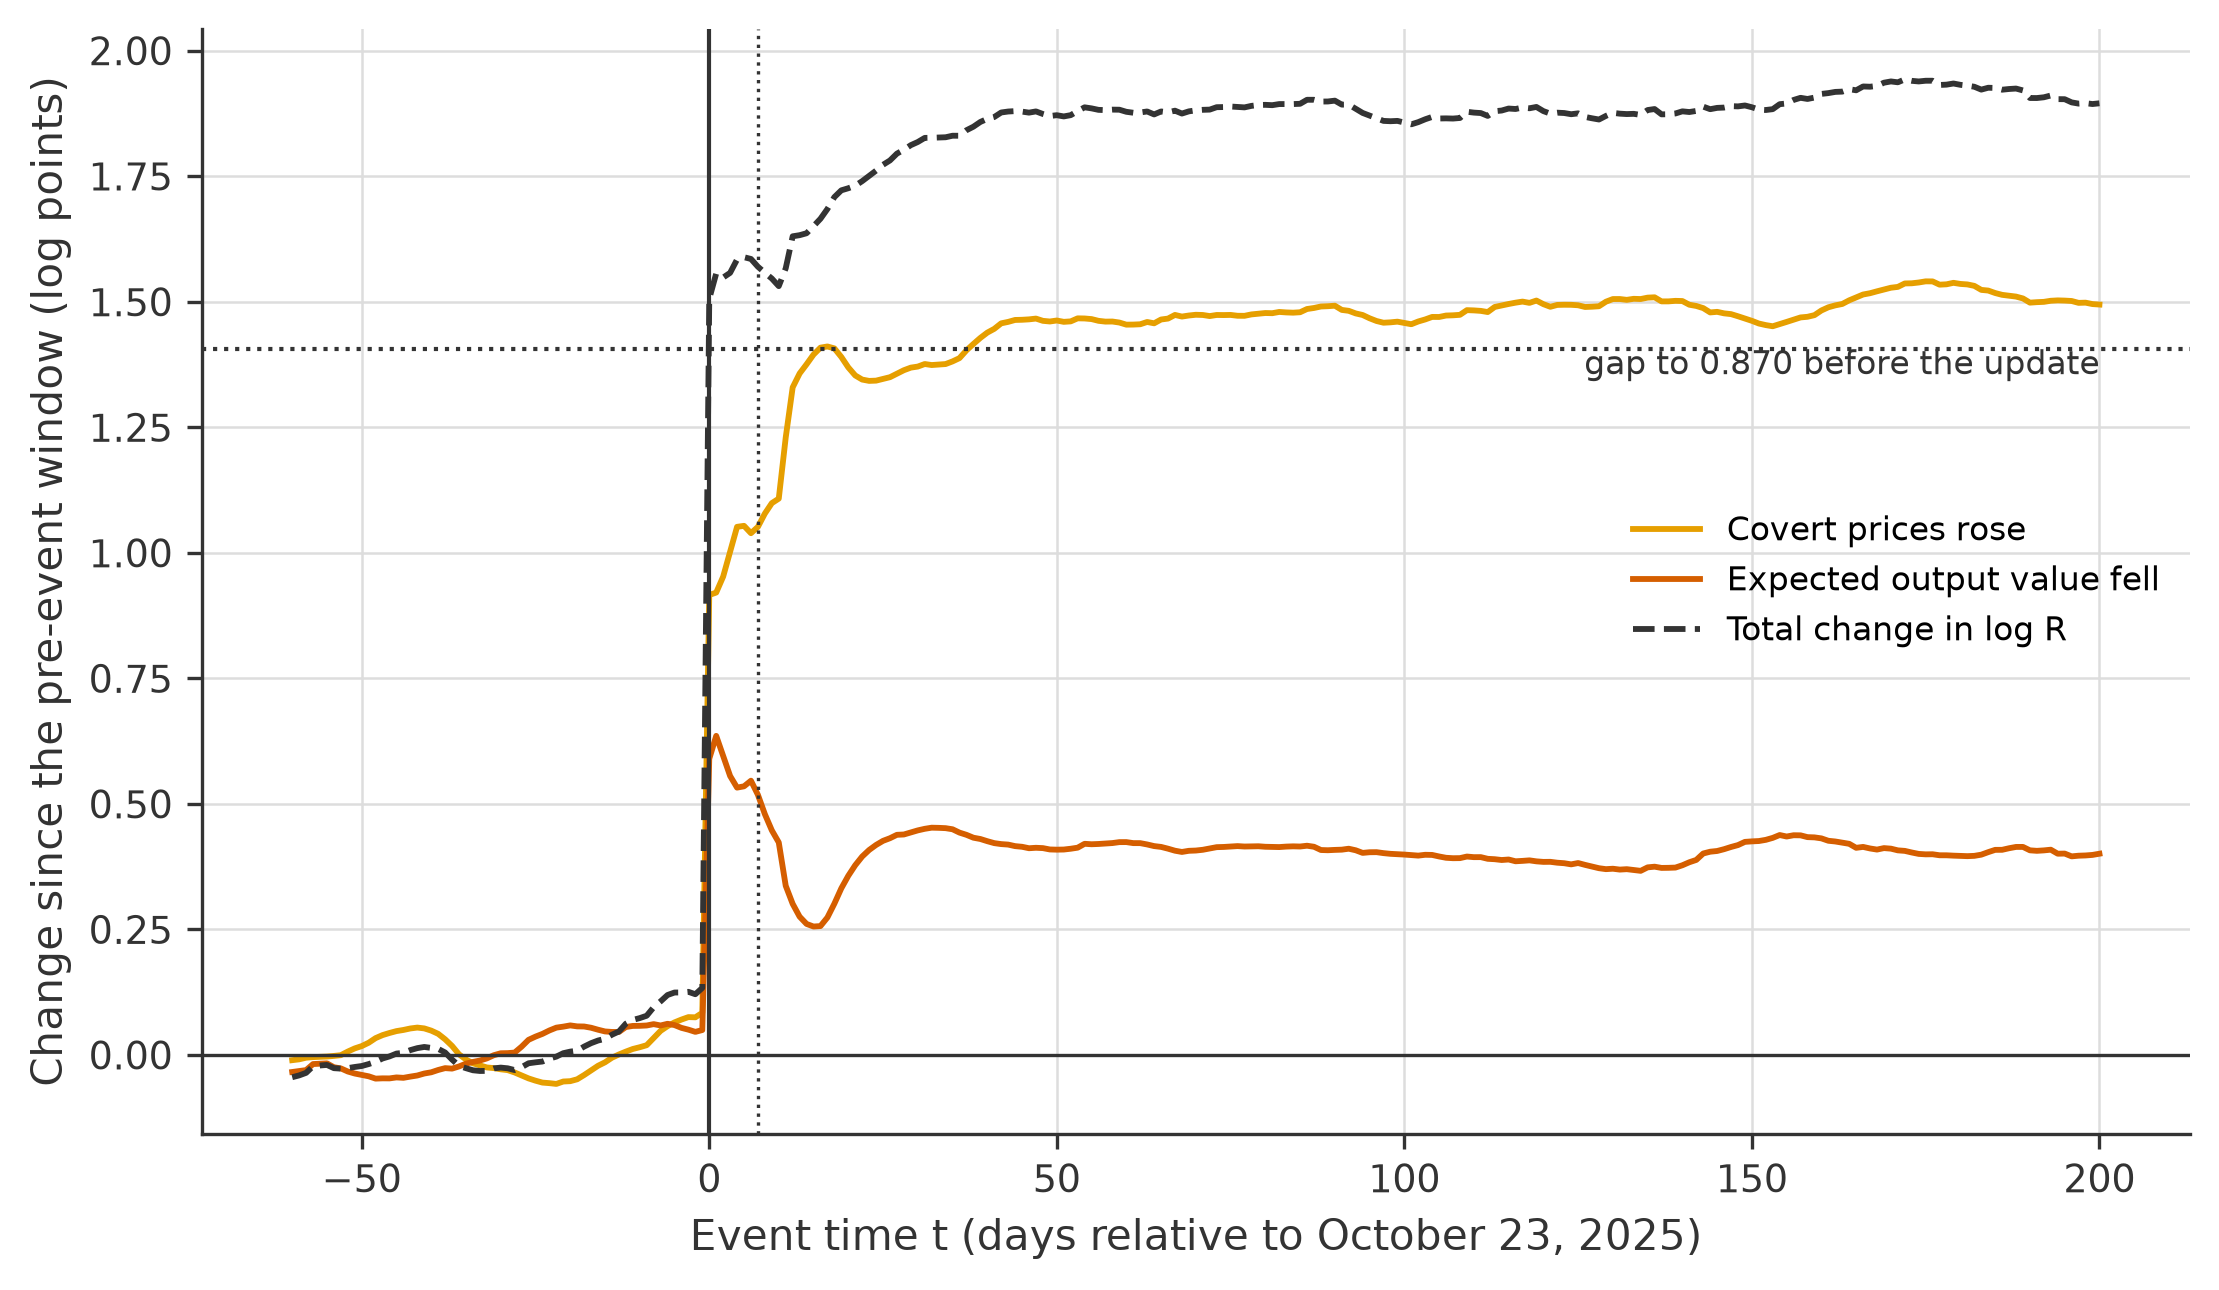 Change since the pre-event window (log points)
2.00
1.75
1.50
1.25
1.00
0.75
0.50
0.25
0.00
gap to 0.870 before the update
Covert prices rose
Expected output value fell
Total change in log R
−50 0 50 100 150 200
Event time t (days relative to October 23, 2025)